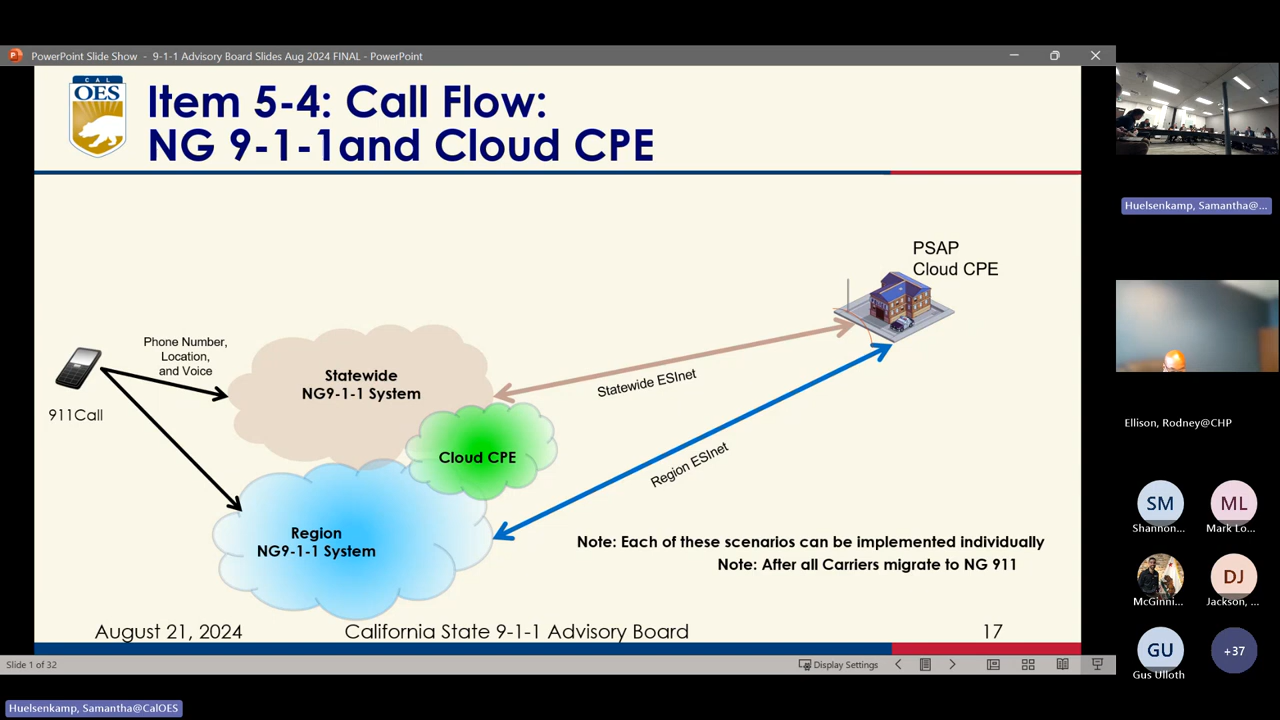 PowerPoint Slide Show - 9-1-1 Advisory Board Slides Aug 2024 FINAL - PowerPoint
CAL
OES
Item 5-4: Call Flow:
NG 9-1-1and Cloud CPE
PSAP
Cloud CPE
Phone Number,
Location,
and Voice
911Call
Statewide
NG9-1-1 System
Statewide ESInet
Cloud CPE
Region ESInet
Region
NG9-1-1 System
Note: Each of these scenarios can be implemented individually
Note: After all Carriers migrate to NG 911
August 21, 2024
California State 9-1-1 Advisory Board
17
Slide 1 of 32
Display Settings
Huelsenkamp, Samantha@CalOES
Huelsenkamp, Samantha@...
Ellison, Rodney@CHP
SM
ML
Shannon...
Mark Lo...
DJ
McGinni...
Jackson, ...
GU
+37
Gus Ulloth